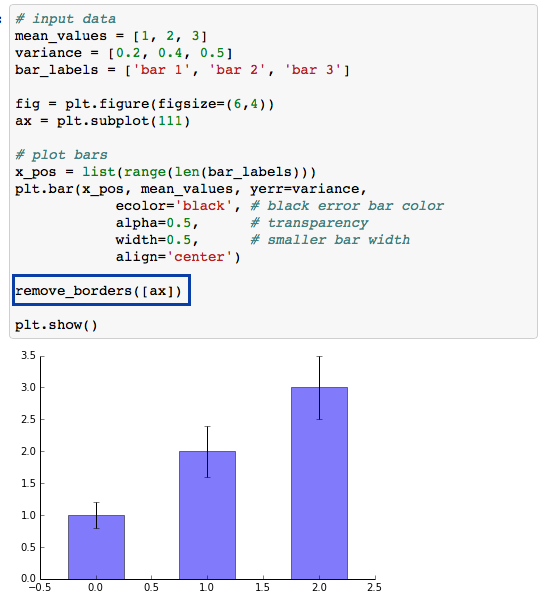 :
# input data
mean_values = [1, 2, 3]
variance = [0.2, 0.4, 0.5]
bar_labels = ['bar 1', 'bar 2', 'bar 3']
fig = plt.figure(figsize=(6,4))
ax = plt.subplot(111)
# plot bars
x_pos = list(range(len(bar_labels)))
plt.bar(x_pos, mean_values, yerr=variance,
ecolor='black', # black error bar color
alpha=0.5, # transparency
width=0.5, # smaller bar width
align='center')
remove_borders([ax])
plt.show()
3.5
3.0
2.5
2.0
1.5
1.0
0.5
0.0
−0.5 0.0 0.5 1.0 1.5 2.0 2.5